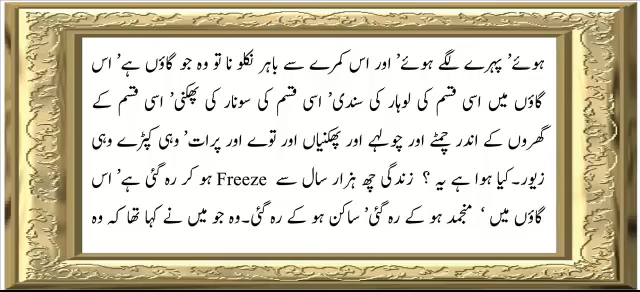 ہوئے’ پہرے لگے ہوئے’ اور اس کمرے سے باہر نکلو نا تو وہ جو گاؤں ہے’ اس
گاؤں میں اسی قسم کی لوہار کی سندی’ اسی قسم کی سونار کی پھکنی’ اسی قسم کے
گھروں کے اندر چمٹے اور چولہے اور پھکنیاں اور توے اور پرات’ وہی کپڑے وہی
زیور۔کیا ہوا ہے یہ ؟ زندگی چھ ہزار سال سے Freeze ہو کر رہ گئی ہے’ اس
گاؤں میں ‘ منجمد ہو کے رہ گئی’ ساکن ہو کے رہ گئی۔وہ جو میں نے کہا تھا کہ وہ